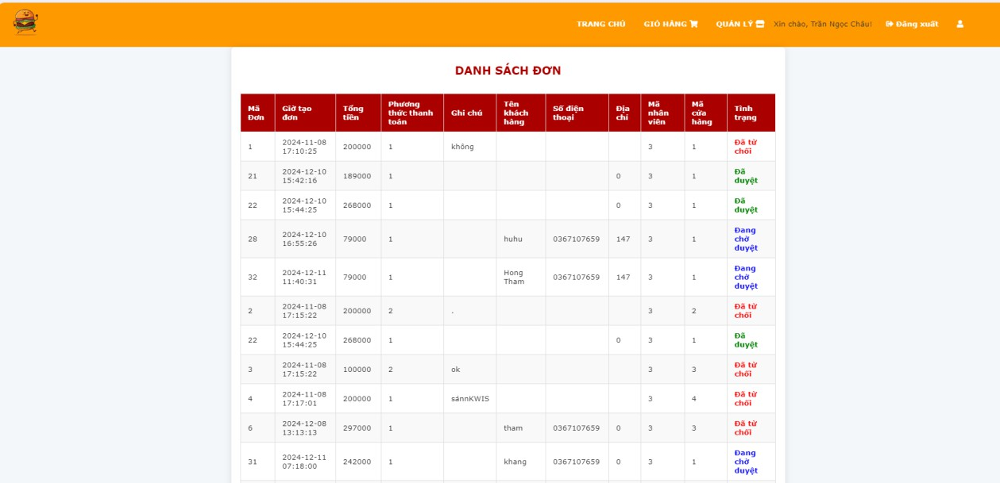 TRANG CHỦ GIỎ HÀNG QUẢN LÝ Xin chào, Trần Ngọc Châu! Đăng xuất
DANH SÁCH ĐƠN
Mã Đơn Giờ tạo đơn Tổng tiền Phương thức thanh toán Ghi chú Tên khách hàng Số điện thoại Địa chỉ Mã nhân viên Mã cửa hàng Tình trạng
1 2024-11-08 17:10:25 200000 1 không 3 1 Đã từ chối
21 2024-12-10 15:42:16 189000 1 0 3 1 Đã duyệt
22 2024-12-10 15:44:25 268000 1 0 3 1 Đã duyệt
28 2024-12-10 16:55:26 79000 1 huhu 0367107659 147 3 1 Đang chờ duyệt
32 2024-12-11 11:40:31 79000 1 Hong Tham 0367107659 147 3 1 Đang chờ duyệt
2 2024-11-08 17:15:22 200000 2 . 3 2 Đã từ chối
22 2024-12-10 15:44:25 268000 1 0 3 1 Đã duyệt
3 2024-11-08 17:15:22 100000 2 ok 3 3 Đã từ chối
4 2024-11-08 17:17:01 200000 1 sánnKWIS 3 4 Đã từ chối
6 2024-12-08 13:13:13 297000 1 tham 0367107659 0 3 3 Đã từ chối
31 2024-12-11 07:18:00 242000 1 khang 0367107659 0 3 1 Đang chờ duyệt